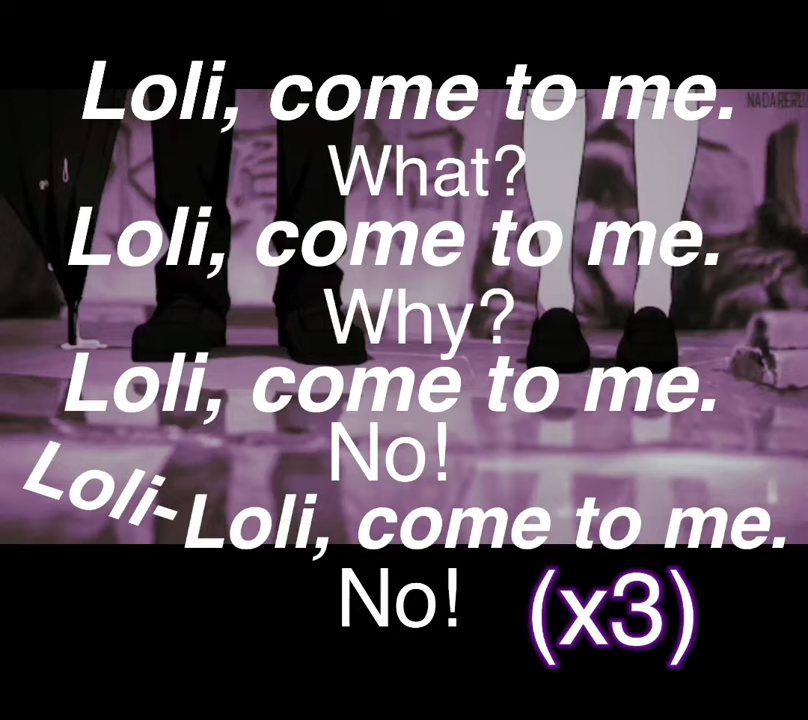 Loli, come to me.
What?
Loli, come to me.
Why?
Loli, come to me.
No!
Loli-Loli, come to me.
No!
(x3)